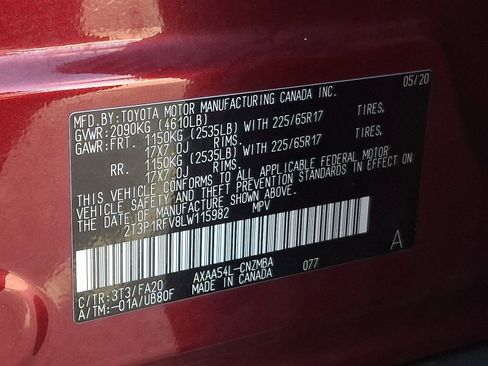 MFD.BY:TOYOTA MOTOR MANUFACTURING CANADA INC. 05/20
GVWR:2090KG (4610LB)
GAWR:FRT. 1150KG (2535LB) WITH 225/65R17 TIRES.
17X7.0J RIMS.
RR. 1150KG (2535LB) WITH 225/65R17 TIRES.
17X7.0J RIMS.
THIS VEHICLE CONFORMS TO ALL APPLICABLE FEDERAL MOTOR
VEHICLE SAFETY AND THEFT PREVENTION STANDARDS IN EFFECT ON
THE DATE OF MANUFACTURE SHOWN ABOVE.
2T3P1RFV8LW115982 MPV
A
C/TR:3T3/FA20 AXAA54L-CNZMBA 077
A/TM:-01A/UB80F MADE IN CANADA